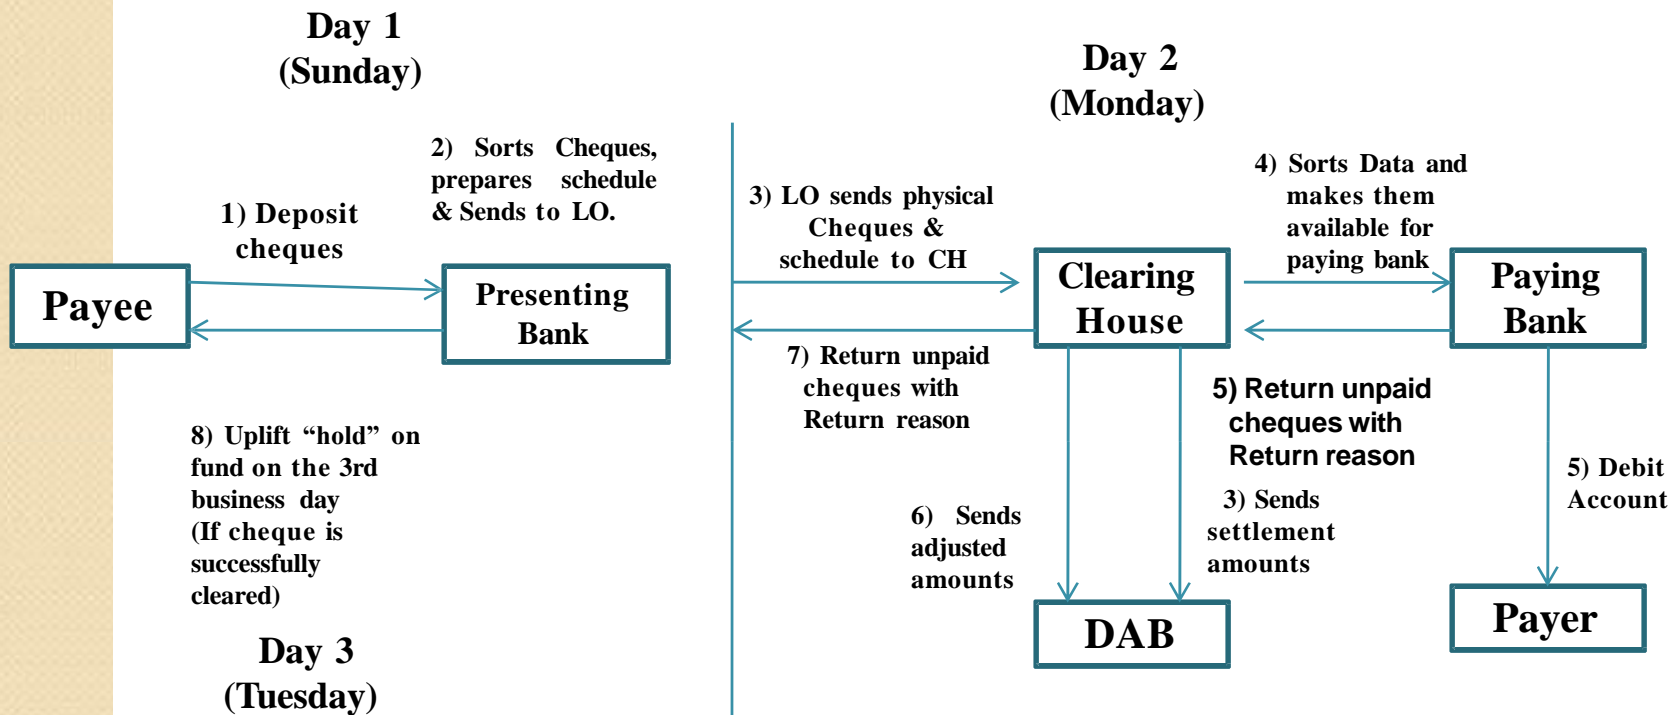 Day 1
(Sunday)
Day 2
(Monday)
1) Deposit
cheques
2) Sorts Cheques,
prepares schedule
& Sends to LO.
3) LO sends physical
Cheques &
schedule to CH
4) Sorts Data and
makes them
available for
paying bank
Payee
Presenting
Bank
Clearing
House
Paying
Bank
7) Return unpaid
cheques with
Return reason
5) Return unpaid
cheques with
Return reason
8) Uplift “hold” on
fund on the 3rd
business day
(If cheque is
successfully
cleared)
6) Sends
adjusted
amounts
3) Sends
settlement
amounts
5) Debit
Account
DAB
Payer
Day 3
(Tuesday)